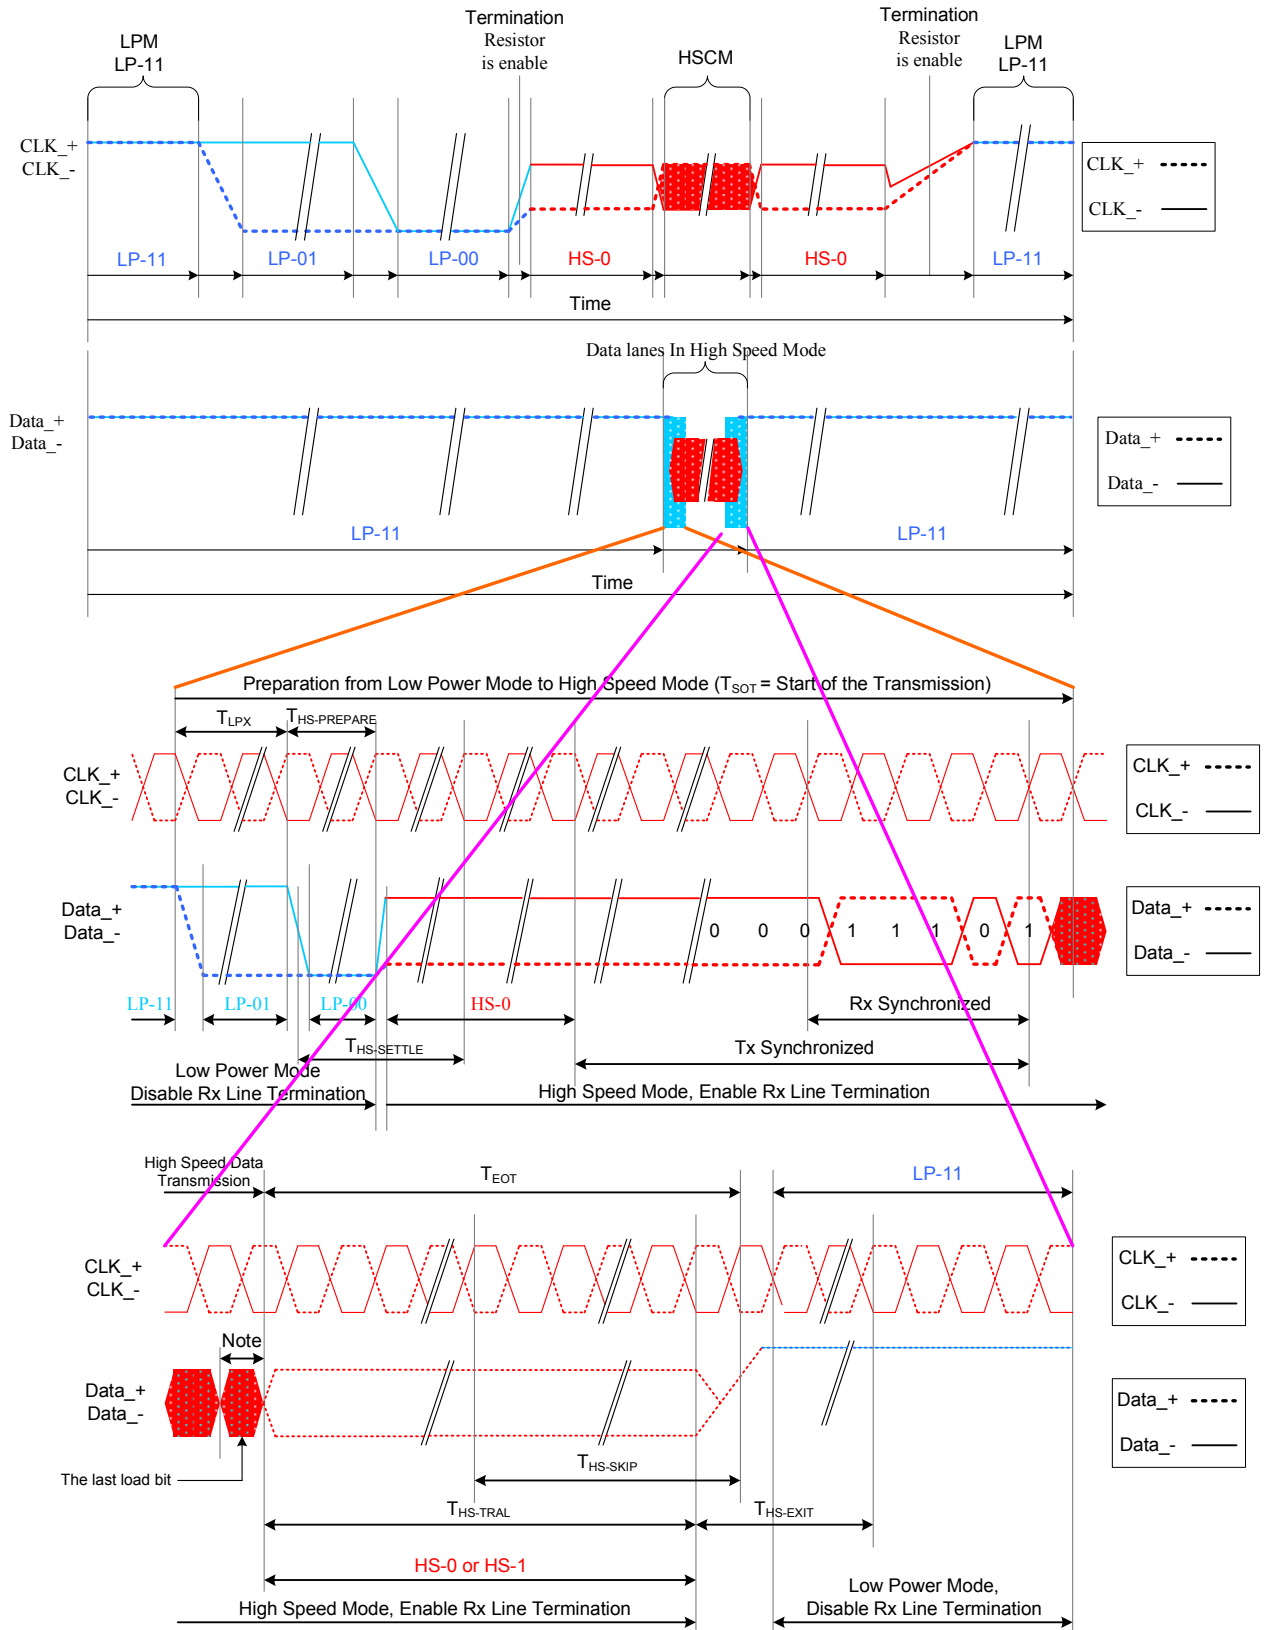 LPM
LP-11
Termination
Resistor
is enable
HSCM
Termination
Resistor
is enable
LPM
LP-11
CLK_+
CLK_-
CLK_+
CLK_-
LP-11
LP-01
LP-00
HS-0
HS-0
LP-11
Time
Data lanes In High Speed Mode
Data_+
Data_-
Data_+
Data_-
LP-11
LP-11
Time
Preparation from Low Power Mode to High Speed Mode (TSOT = Start of the Transmission)
TLPX
THS-PREPARE
CLK_+
CLK_-
CLK_+
CLK_-
Data_+
Data_-
0 0 0 1 1 1 0 1
Data_+
Data_-
LP-11
LP-01
LP-00
HS-0
Rx Synchronized
THS-SETTLE
Tx Synchronized
Low Power Mode
Disable Rx Line Termination
High Speed Mode, Enable Rx Line Termination
High Speed Data
Transmission
TEOT
LP-11
CLK_+
CLK_-
CLK_+
CLK_-
Note
Data_+
Data_-
Data_+
Data_-
The last load bit
THS-SKIP
THS-TRAL
THS-EXIT
HS-0 or HS-1
High Speed Mode, Enable Rx Line Termination
Low Power Mode,
Disable Rx Line Termination